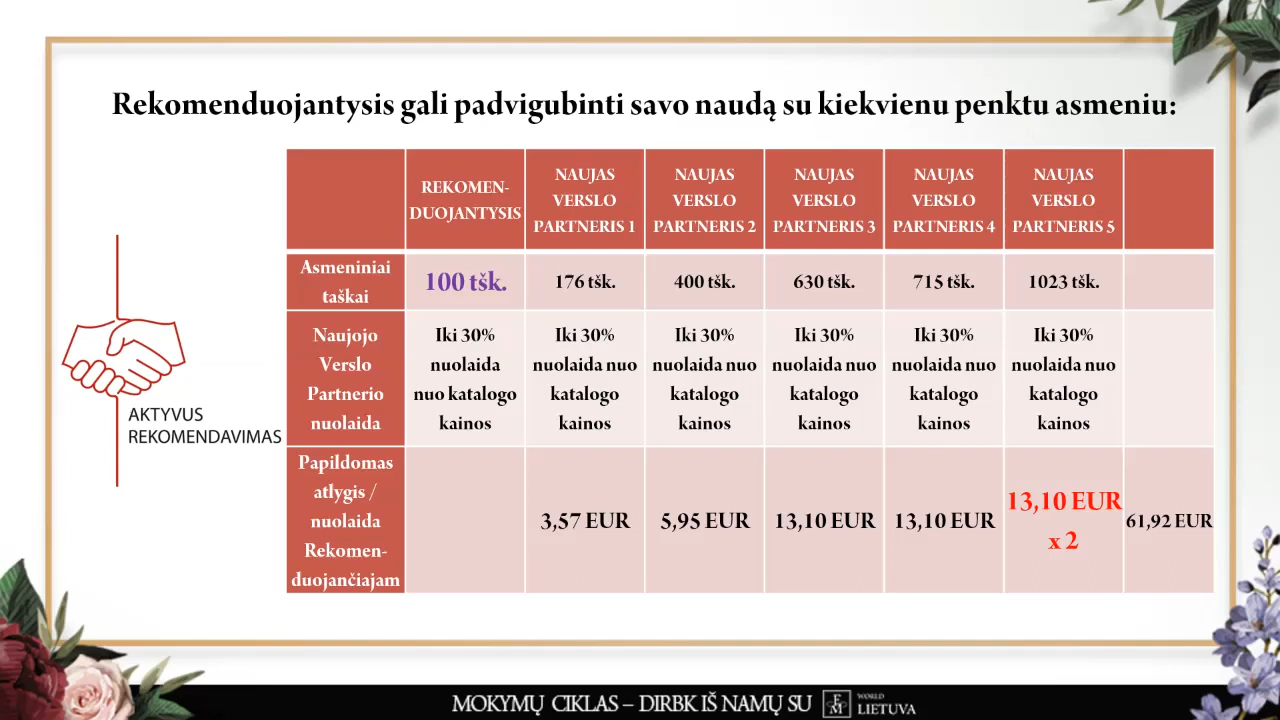 Rekomenduojantysis gali padvigubinti savo naudą su kiekvienu penktu asmeniu:
REKOMEN-
DUOJANTYSIS
NAUJAS
VERSLO
PARTNERIS 1
NAUJAS
VERSLO
PARTNERIS 2
NAUJAS
VERSLO
PARTNERIS 3
NAUJAS
VERSLO
PARTNERIS 4
NAUJAS
VERSLO
PARTNERIS 5
Asmeniniai
taškai
100 tšk.
176 tšk.
400 tšk.
630 tšk.
715 tšk.
1023 tšk.
Naujojo
Verslo
Partnerio
nuolaida
Iki 30%
nuolaida
nuo katalogo
kainos
Iki 30%
nuolaida nuo
katalogo
kainos
Iki 30%
nuolaida nuo
katalogo
kainos
Iki 30%
nuolaida nuo
katalogo
kainos
Iki 30%
nuolaida nuo
katalogo
kainos
Iki 30%
nuolaida nuo
katalogo
kainos
Papildomas
atlygis /
nuolaida
Rekomen-
duojančiajam
3,57 EUR
5,95 EUR
13,10 EUR
13,10 EUR
13,10 EUR
x 2
61,92 EUR
AKTYVUS
REKOMENDAVIMAS
MOKYMŲ CIKLAS – DIRBK IŠ NAMŲ SU
FM
WORLD
LIETUVA